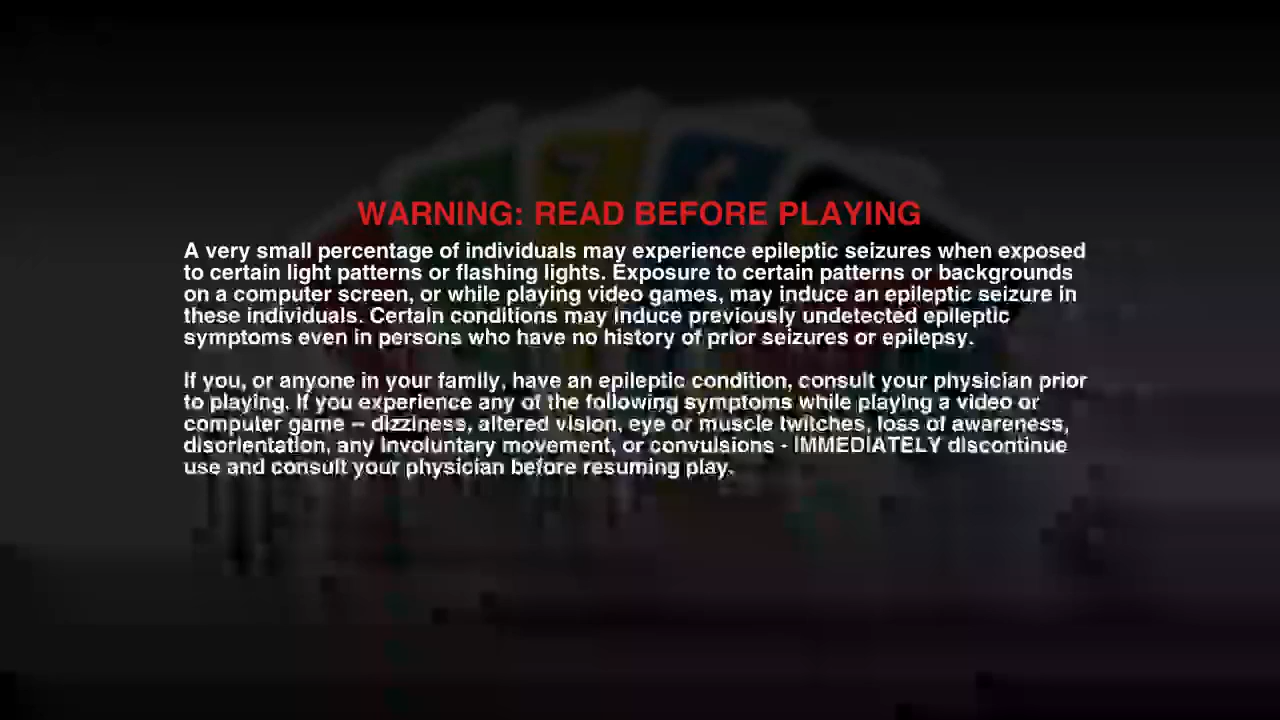 WARNING: READ BEFORE PLAYING
A very small percentage of individuals may experience epileptic seizures when exposed
to certain light patterns or flashing lights. Exposure to certain patterns or backgrounds
on a computer screen, or while playing video games, may induce an epileptic seizure in
these individuals. Certain conditions may induce previously undetected epileptic
symptoms even in persons who have no history of prior seizures or epilepsy.
If you, or anyone in your family, have an epileptic condition, consult your physician prior
to playing. If you experience any of the following symptoms while playing a video or
computer game – dizziness, altered vision, eye or muscle twitches, loss of awareness,
disorientation, any involuntary movement, or convulsions - IMMEDIATELY discontinue
use and consult your physician before resuming play.